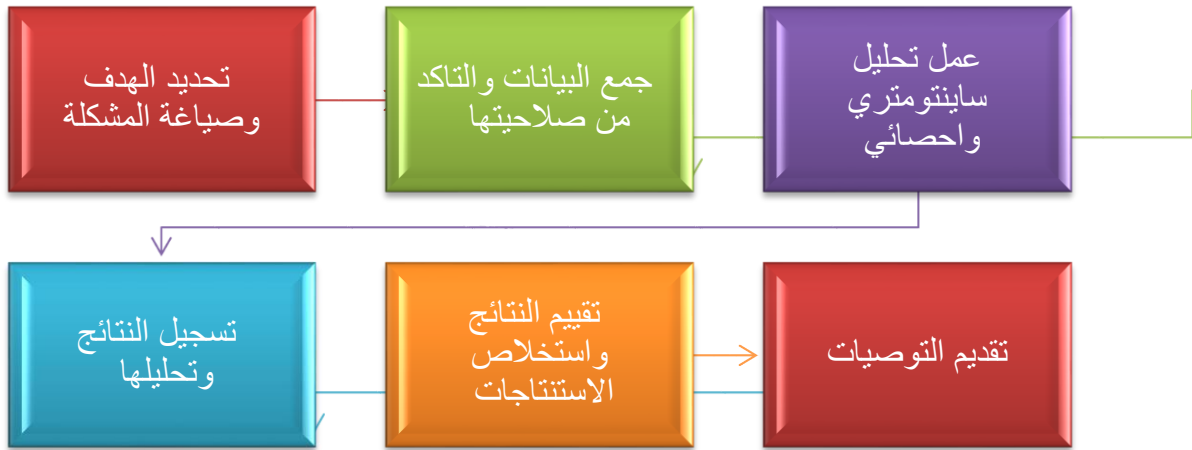 تحديد الهدف
وصياغة المشكلة
جمع البيانات والتاكد
من صلاحيتها
عمل تحليل
ساينتومتري
واحصائي
تسجيل النتائج
وتحليلها
تقييم النتائج
واستخلاص
الاستنتاجات
تقديم التوصيات